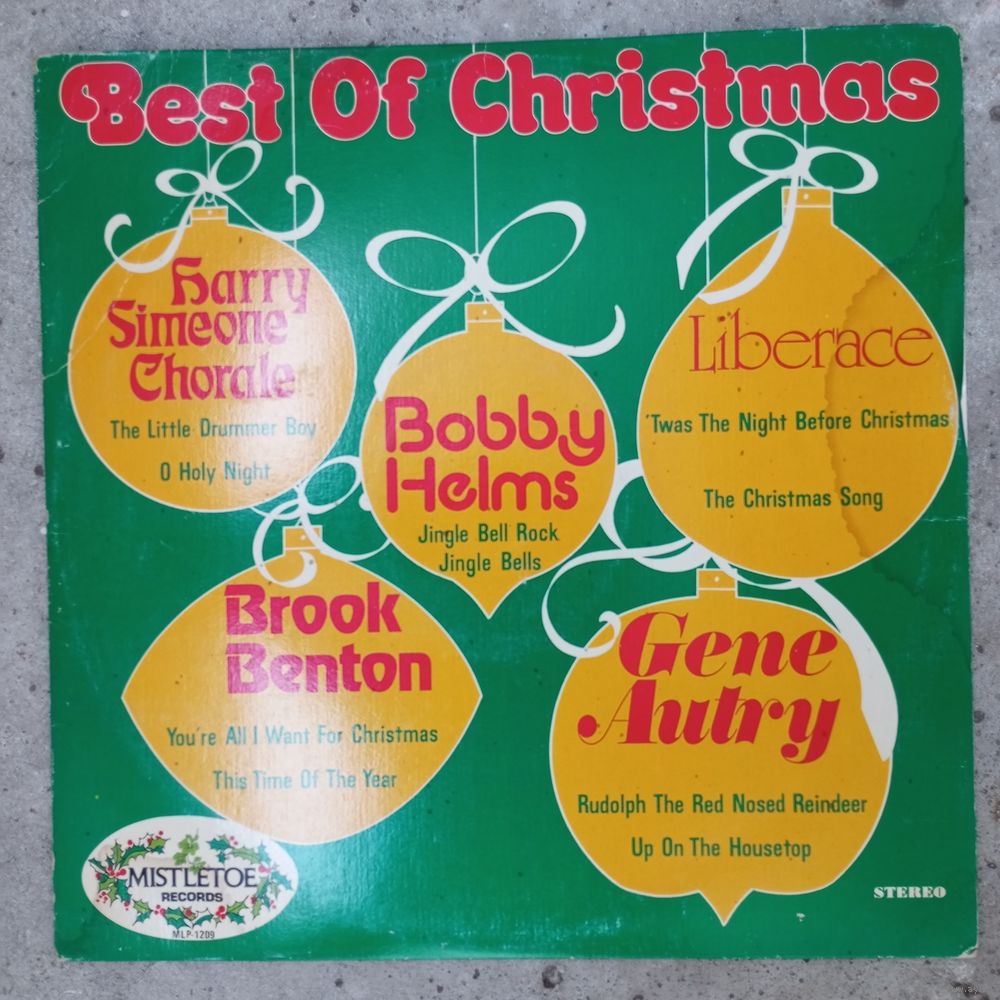 Best Of Christmas
Harry
Simeone
Chorale
The Little Drummer Boy
O Holy Night
Bobby
Helms
Jingle Bell Rock
Jingle Bells
Liberace
'Twas The Night Before Christmas
The Christmas Song
Brook
Benton
You're All I Want For Christmas
This Time Of The Year
Gene
Autry
Rudolph The Red Nosed Reindeer
Up On The Housetop
MISTLETOE
RECORDS
MLP-1209
STEREO